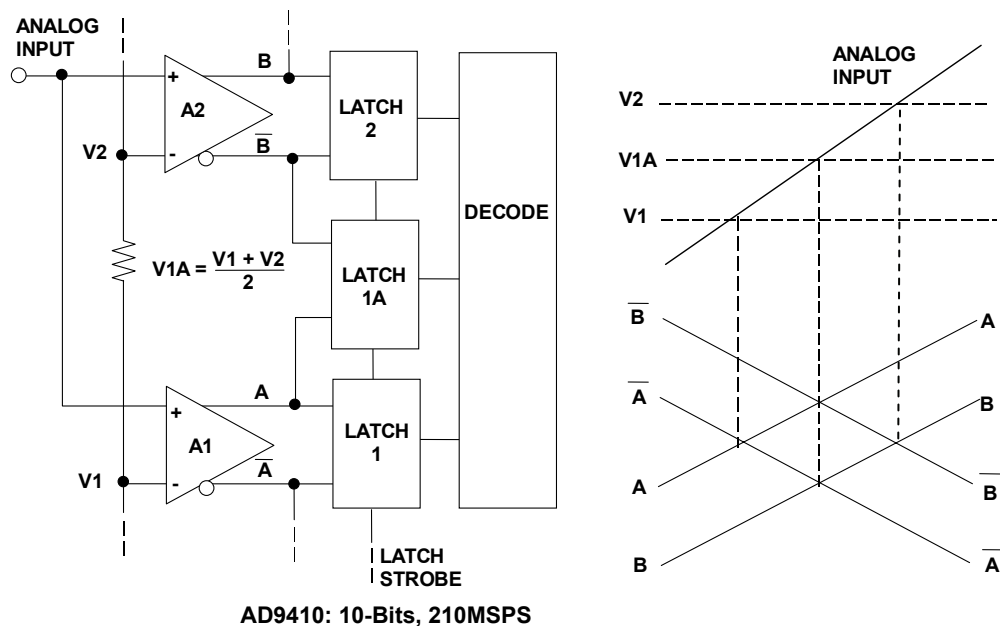 ANALOG
INPUT
B
+
A2
-
B̅
V2
LATCH
2
V1A = V1 + V2
2
LATCH
1A
DECODE
A
+
A1
-
A̅
V1
LATCH
1
LATCH
STROBE
ANALOG
INPUT
V2
V1A
V1
B̅
A
A̅
B
A
B̅
B
A̅
AD9410: 10-Bits, 210MSPS